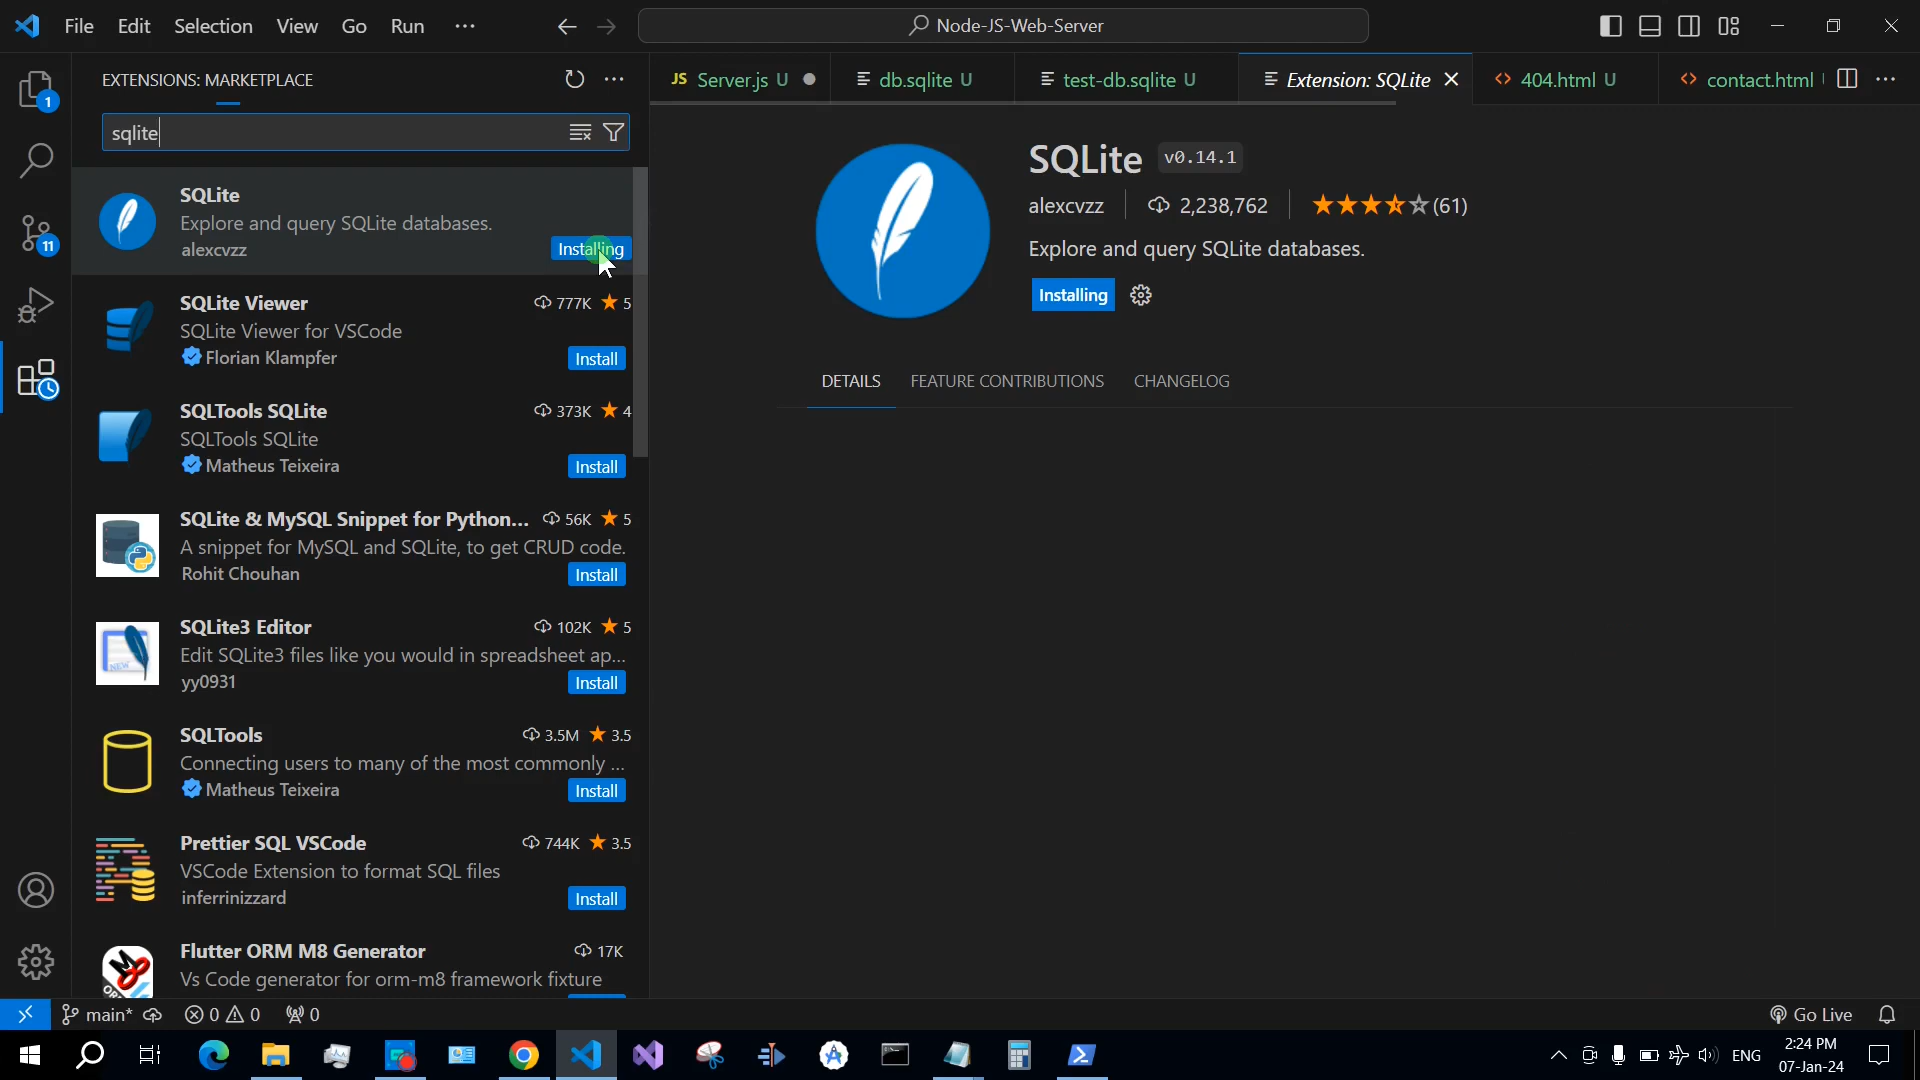 File Edit Selection View Go Run ···
Node-JS-Web-Server
EXTENSIONS: MARKETPLACE
JS Server.js U
db.sqlite U
test-db.sqlite U
Extension: SQLite
404.html U
contact.html
1
sqlite
SQLite
Explore and query SQLite databases.
alexcvzz
Installing
SQLite Viewer 777K 5
SQLite Viewer for VSCode
Florian Klampfer
Install
SQLTools SQLite 373K 4
SQLTools SQLite
Matheus Teixeira
Install
SQLite & MySQL Snippet for Python... 56K 5
A snippet for MySQL and SQLite, to get CRUD code.
Rohit Chouhan
Install
SQLite3 Editor 102K 5
Edit SQLite3 files like you would in spreadsheet ap...
yy0931
Install
SQLTools 3.5M 3.5
Connecting users to many of the most commonly ...
Matheus Teixeira
Install
Prettier SQL VSCode 744K 3.5
VSCode Extension to format SQL files
inferrinizzard
Install
Flutter ORM M8 Generator 17K
Vs Code generator for orm-m8 framework fixture
11
SQLite v0.14.1
alexcvzz 2,238,762 (61)
Explore and query SQLite databases.
Installing
DETAILS FEATURE CONTRIBUTIONS CHANGELOG
main* 0 0 0
Go Live
ENG
2:24 PM
07-Jan-24